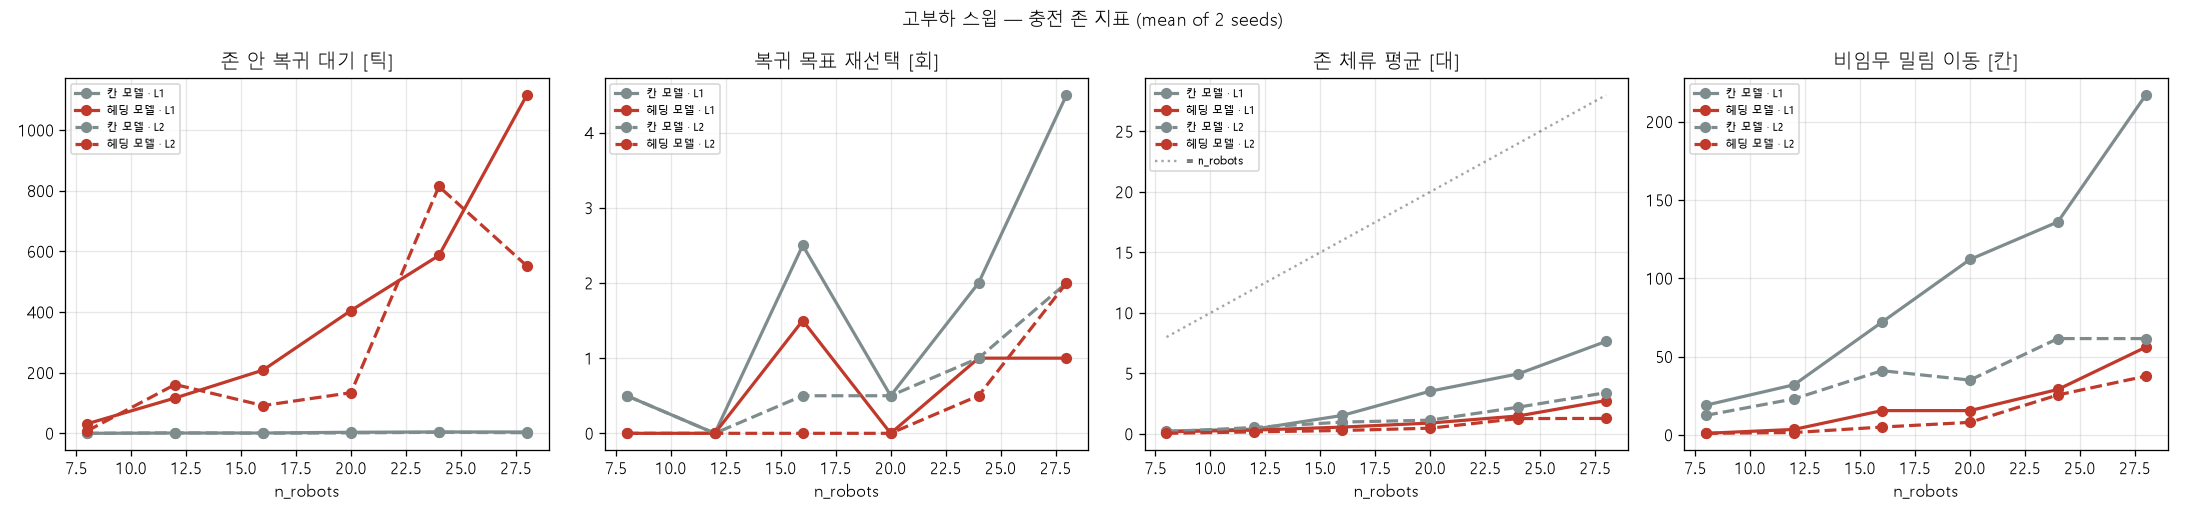 고부하 스윕 — 충전 존 지표 (mean of 2 seeds)
존 안 복귀 대기 [틱]
칸 모델 · L1
헤딩 모델 · L1
칸 모델 · L2
헤딩 모델 · L2
1000
800
600
400
200
0
7.5 10.0 12.5 15.0 17.5 20.0 22.5 25.0 27.5
n_robots
복귀 목표 재선택 [회]
칸 모델 · L1
헤딩 모델 · L1
칸 모델 · L2
헤딩 모델 · L2
4
3
2
1
0
7.5 10.0 12.5 15.0 17.5 20.0 22.5 25.0 27.5
n_robots
존 체류 평균 [대]
칸 모델 · L1
헤딩 모델 · L1
칸 모델 · L2
헤딩 모델 · L2
= n_robots
25
20
15
10
5
0
7.5 10.0 12.5 15.0 17.5 20.0 22.5 25.0 27.5
n_robots
비임무 밀림 이동 [칸]
칸 모델 · L1
헤딩 모델 · L1
칸 모델 · L2
헤딩 모델 · L2
200
150
100
50
0
7.5 10.0 12.5 15.0 17.5 20.0 22.5 25.0 27.5
n_robots